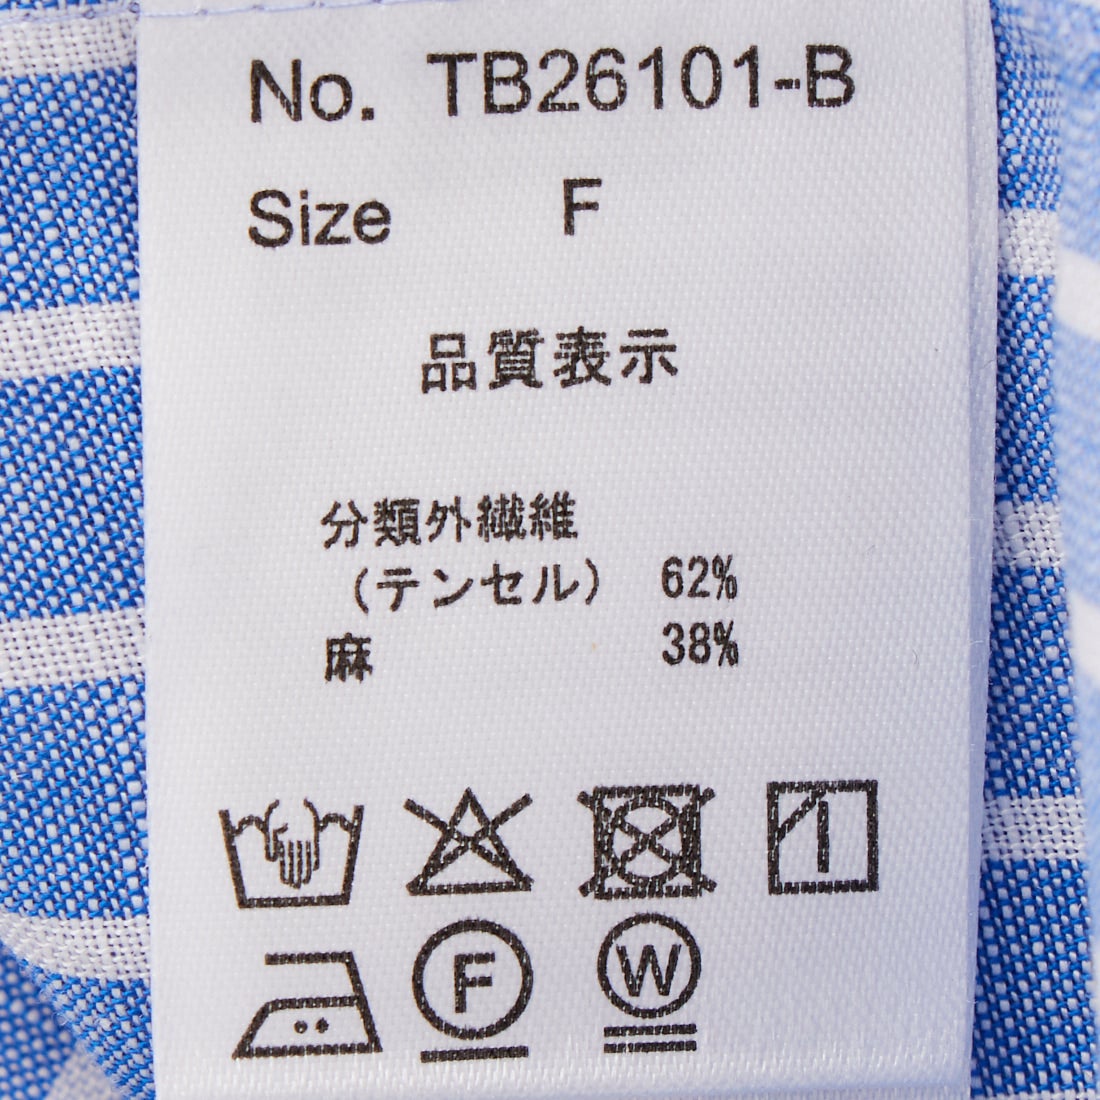 No. TB26101-B
Size F
品質表示
分類外繊維
(テンセル) 62%
麻 38%
F W